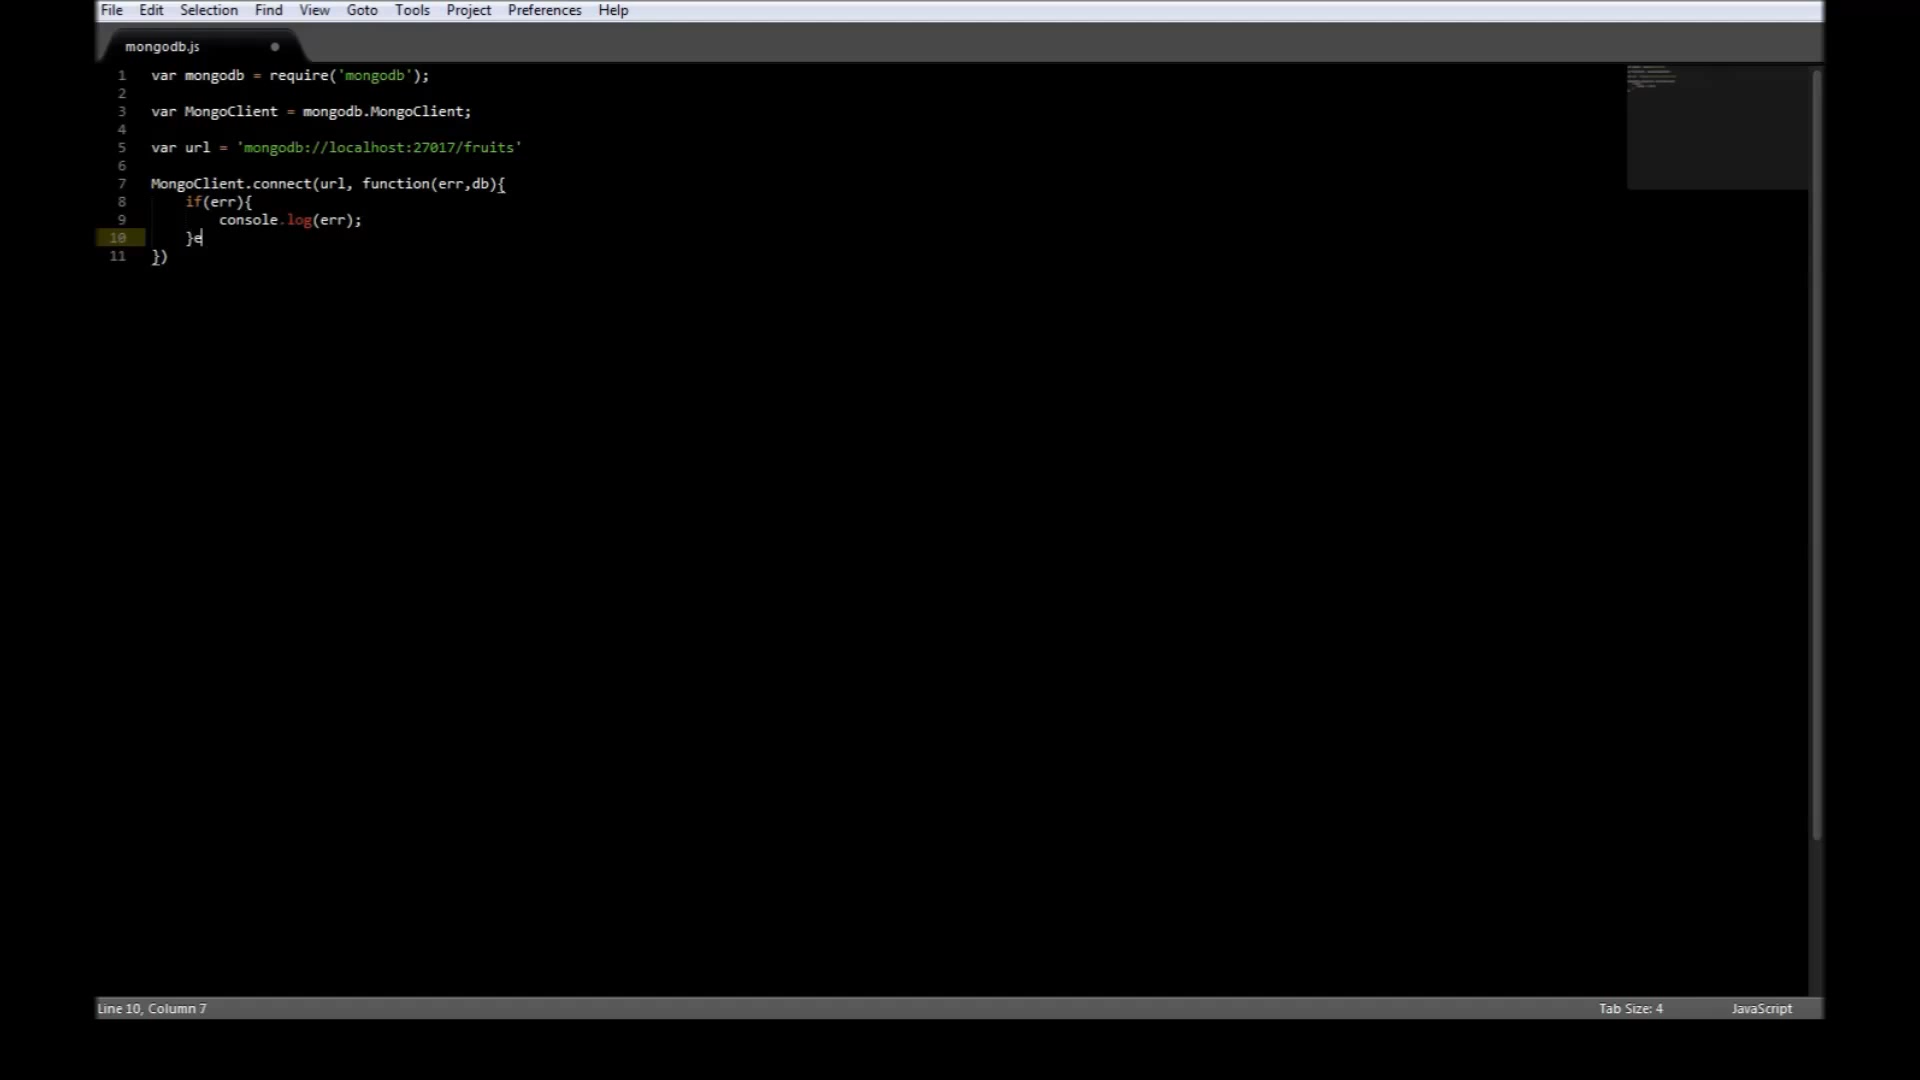 File Edit Selection Find View Goto Tools Project Preferences Help
mongodb.js
1 var mongodb = require('mongodb');
2
3 var MongoClient = mongodb.MongoClient;
4
5 var url = 'mongodb://localhost:27017/fruits'
6
7 MongoClient.connect(url, function(err,db){
8 if(err){
9 console.log(err);
10 }e
11 })
Line 10, Column 7 Tab Size: 4 JavaScript